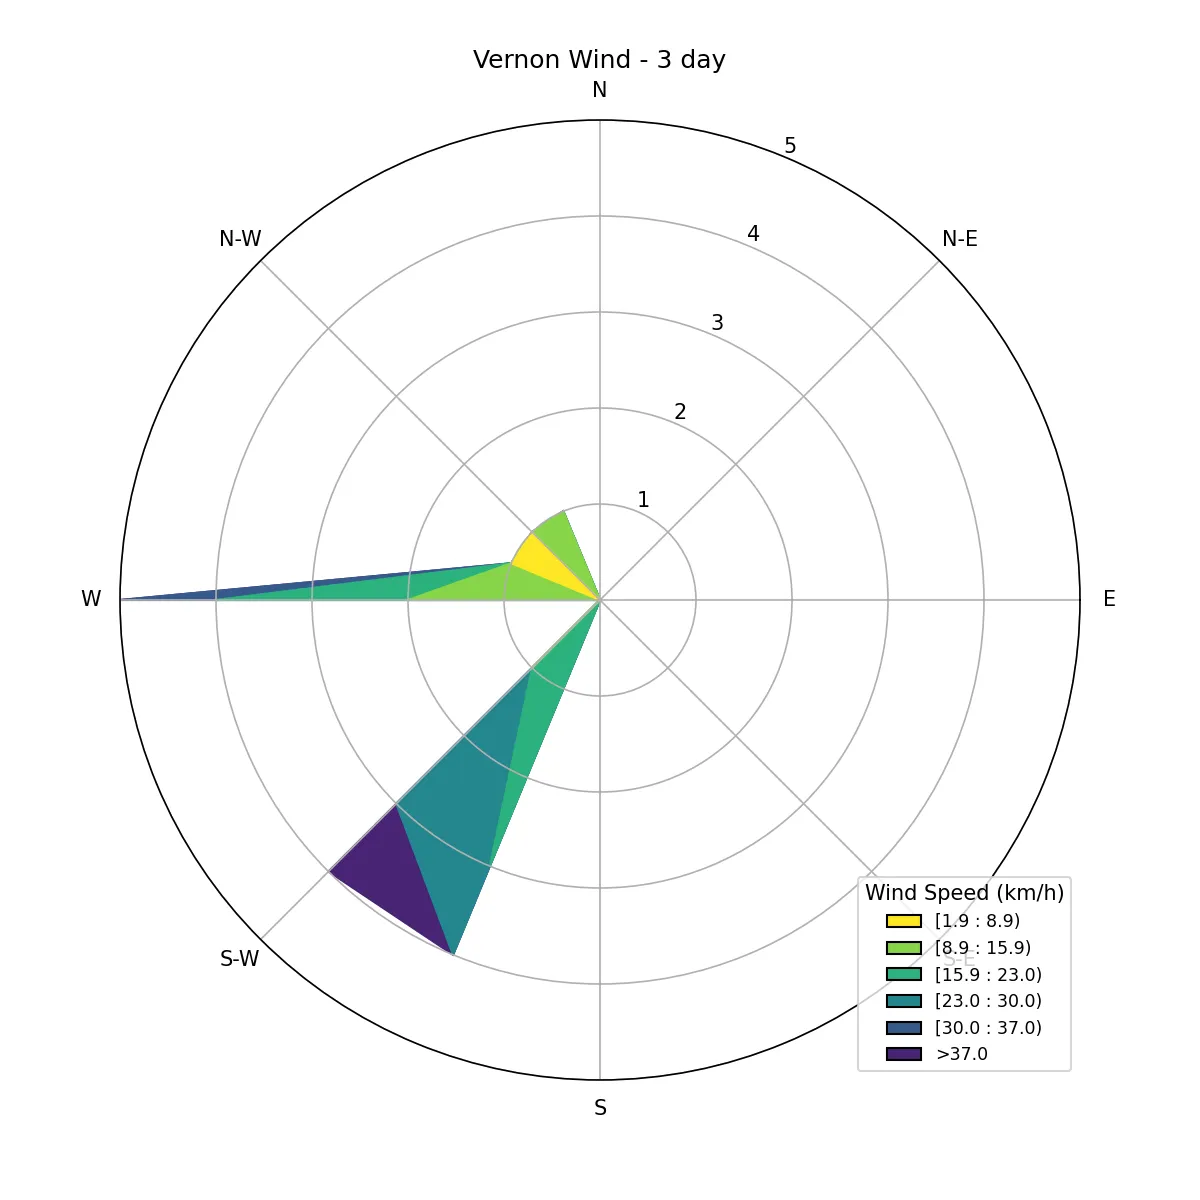 Vernon Wind - 3 day
N
5
N-W
N-E
4
3
2
1
W
E
S-W
S-E
S
Wind Speed (km/h)
[1.9 : 8.9)
[8.9 : 15.9)
[15.9 : 23.0)
[23.0 : 30.0)
[30.0 : 37.0)
>37.0